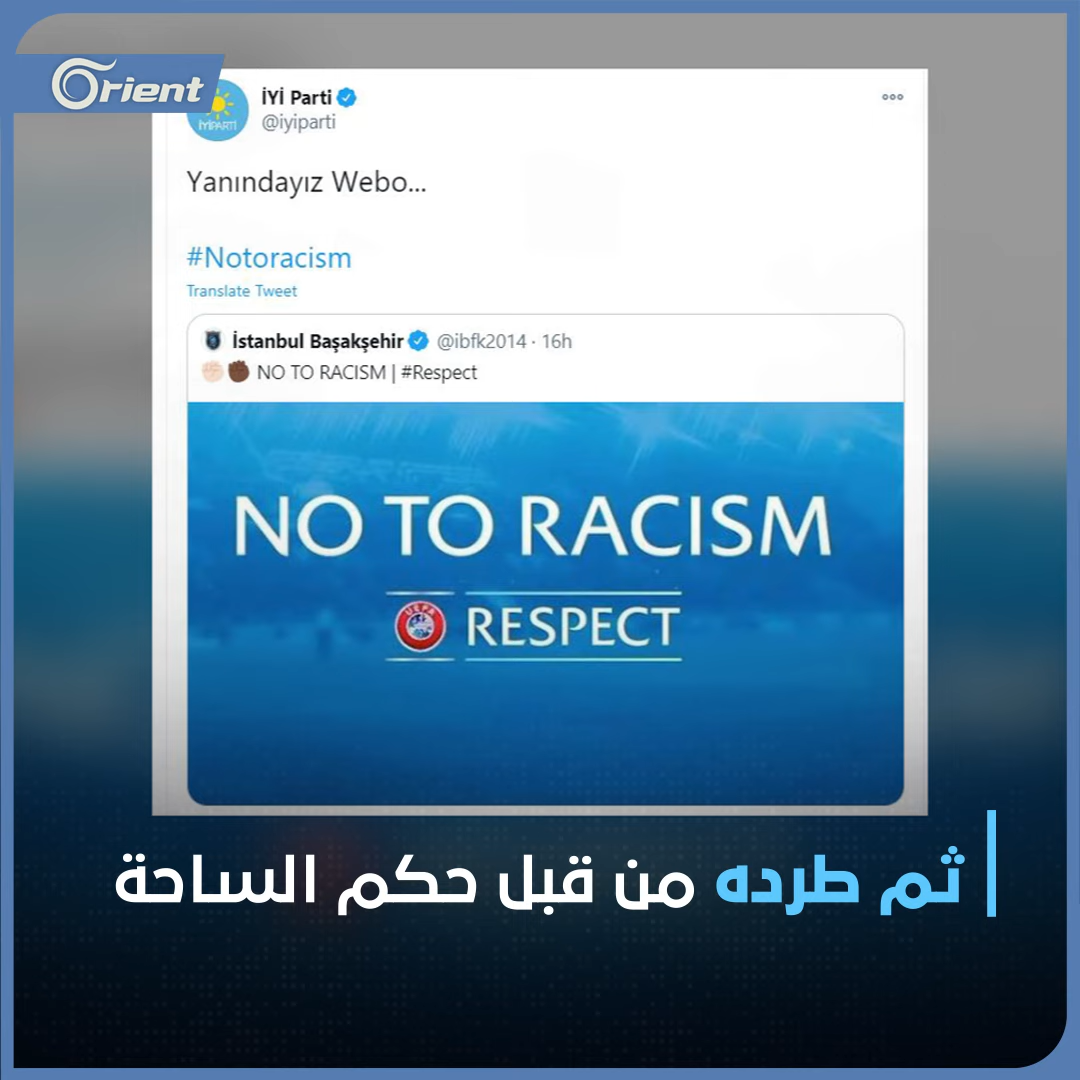 Orient
İYİ Parti
@iyiparti
İYİPARTİ
Yanındayız Webo...
#Notoracism
Translate Tweet
İstanbul Başakşehir @ibfk2014 · 16h
✊🏻✊🏿 NO TO RACISM | #Respect
NO TO RACISM
UEFA
RESPECT
ثم طرده من قبل حكم الساحة